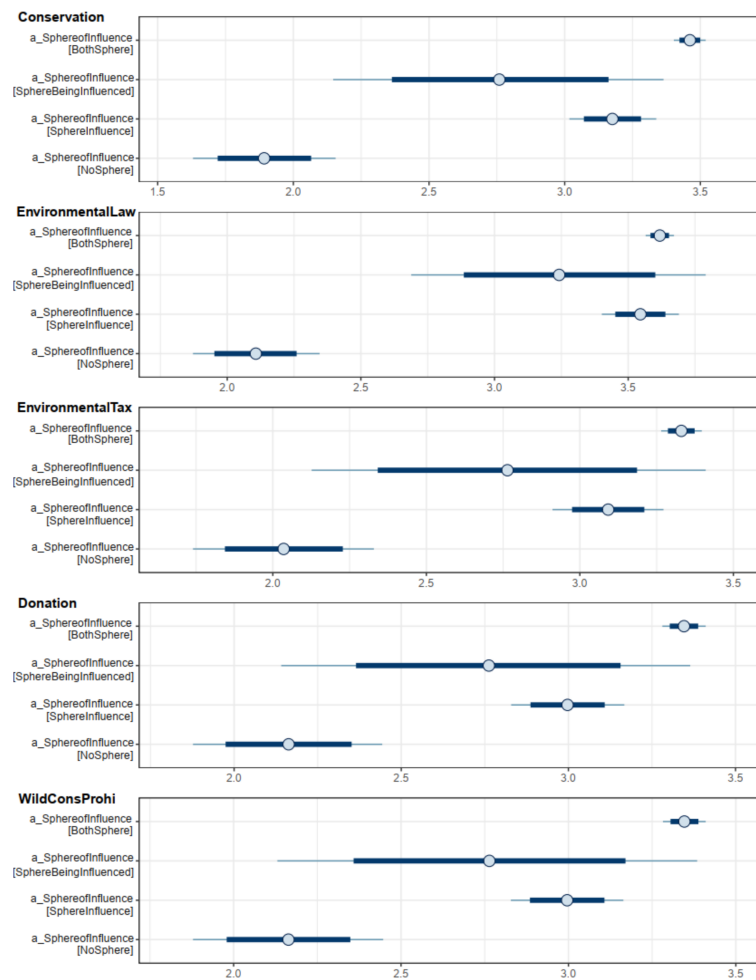 Conservation
a_SphereofInfluence
[BothSphere]
a_SphereofInfluence
[SphereBeingInfluenced]
a_SphereofInfluence
[SphereInfluence]
a_SphereofInfluence
[NoSphere]
1.5 2.0 2.5 3.0 3.5
EnvironmentalLaw
a_SphereofInfluence
[BothSphere]
a_SphereofInfluence
[SphereBeingInfluenced]
a_SphereofInfluence
[SphereInfluence]
a_SphereofInfluence
[NoSphere]
2.0 2.5 3.0 3.5
EnvironmentalTax
a_SphereofInfluence
[BothSphere]
a_SphereofInfluence
[SphereBeingInfluenced]
a_SphereofInfluence
[SphereInfluence]
a_SphereofInfluence
[NoSphere]
2.0 2.5 3.0 3.5
Donation
a_SphereofInfluence
[BothSphere]
a_SphereofInfluence
[SphereBeingInfluenced]
a_SphereofInfluence
[SphereInfluence]
a_SphereofInfluence
[NoSphere]
2.0 2.5 3.0 3.5
WildConsProhi
a_SphereofInfluence
[BothSphere]
a_SphereofInfluence
[SphereBeingInfluenced]
a_SphereofInfluence
[SphereInfluence]
a_SphereofInfluence
[NoSphere]
2.0 2.5 3.0 3.5